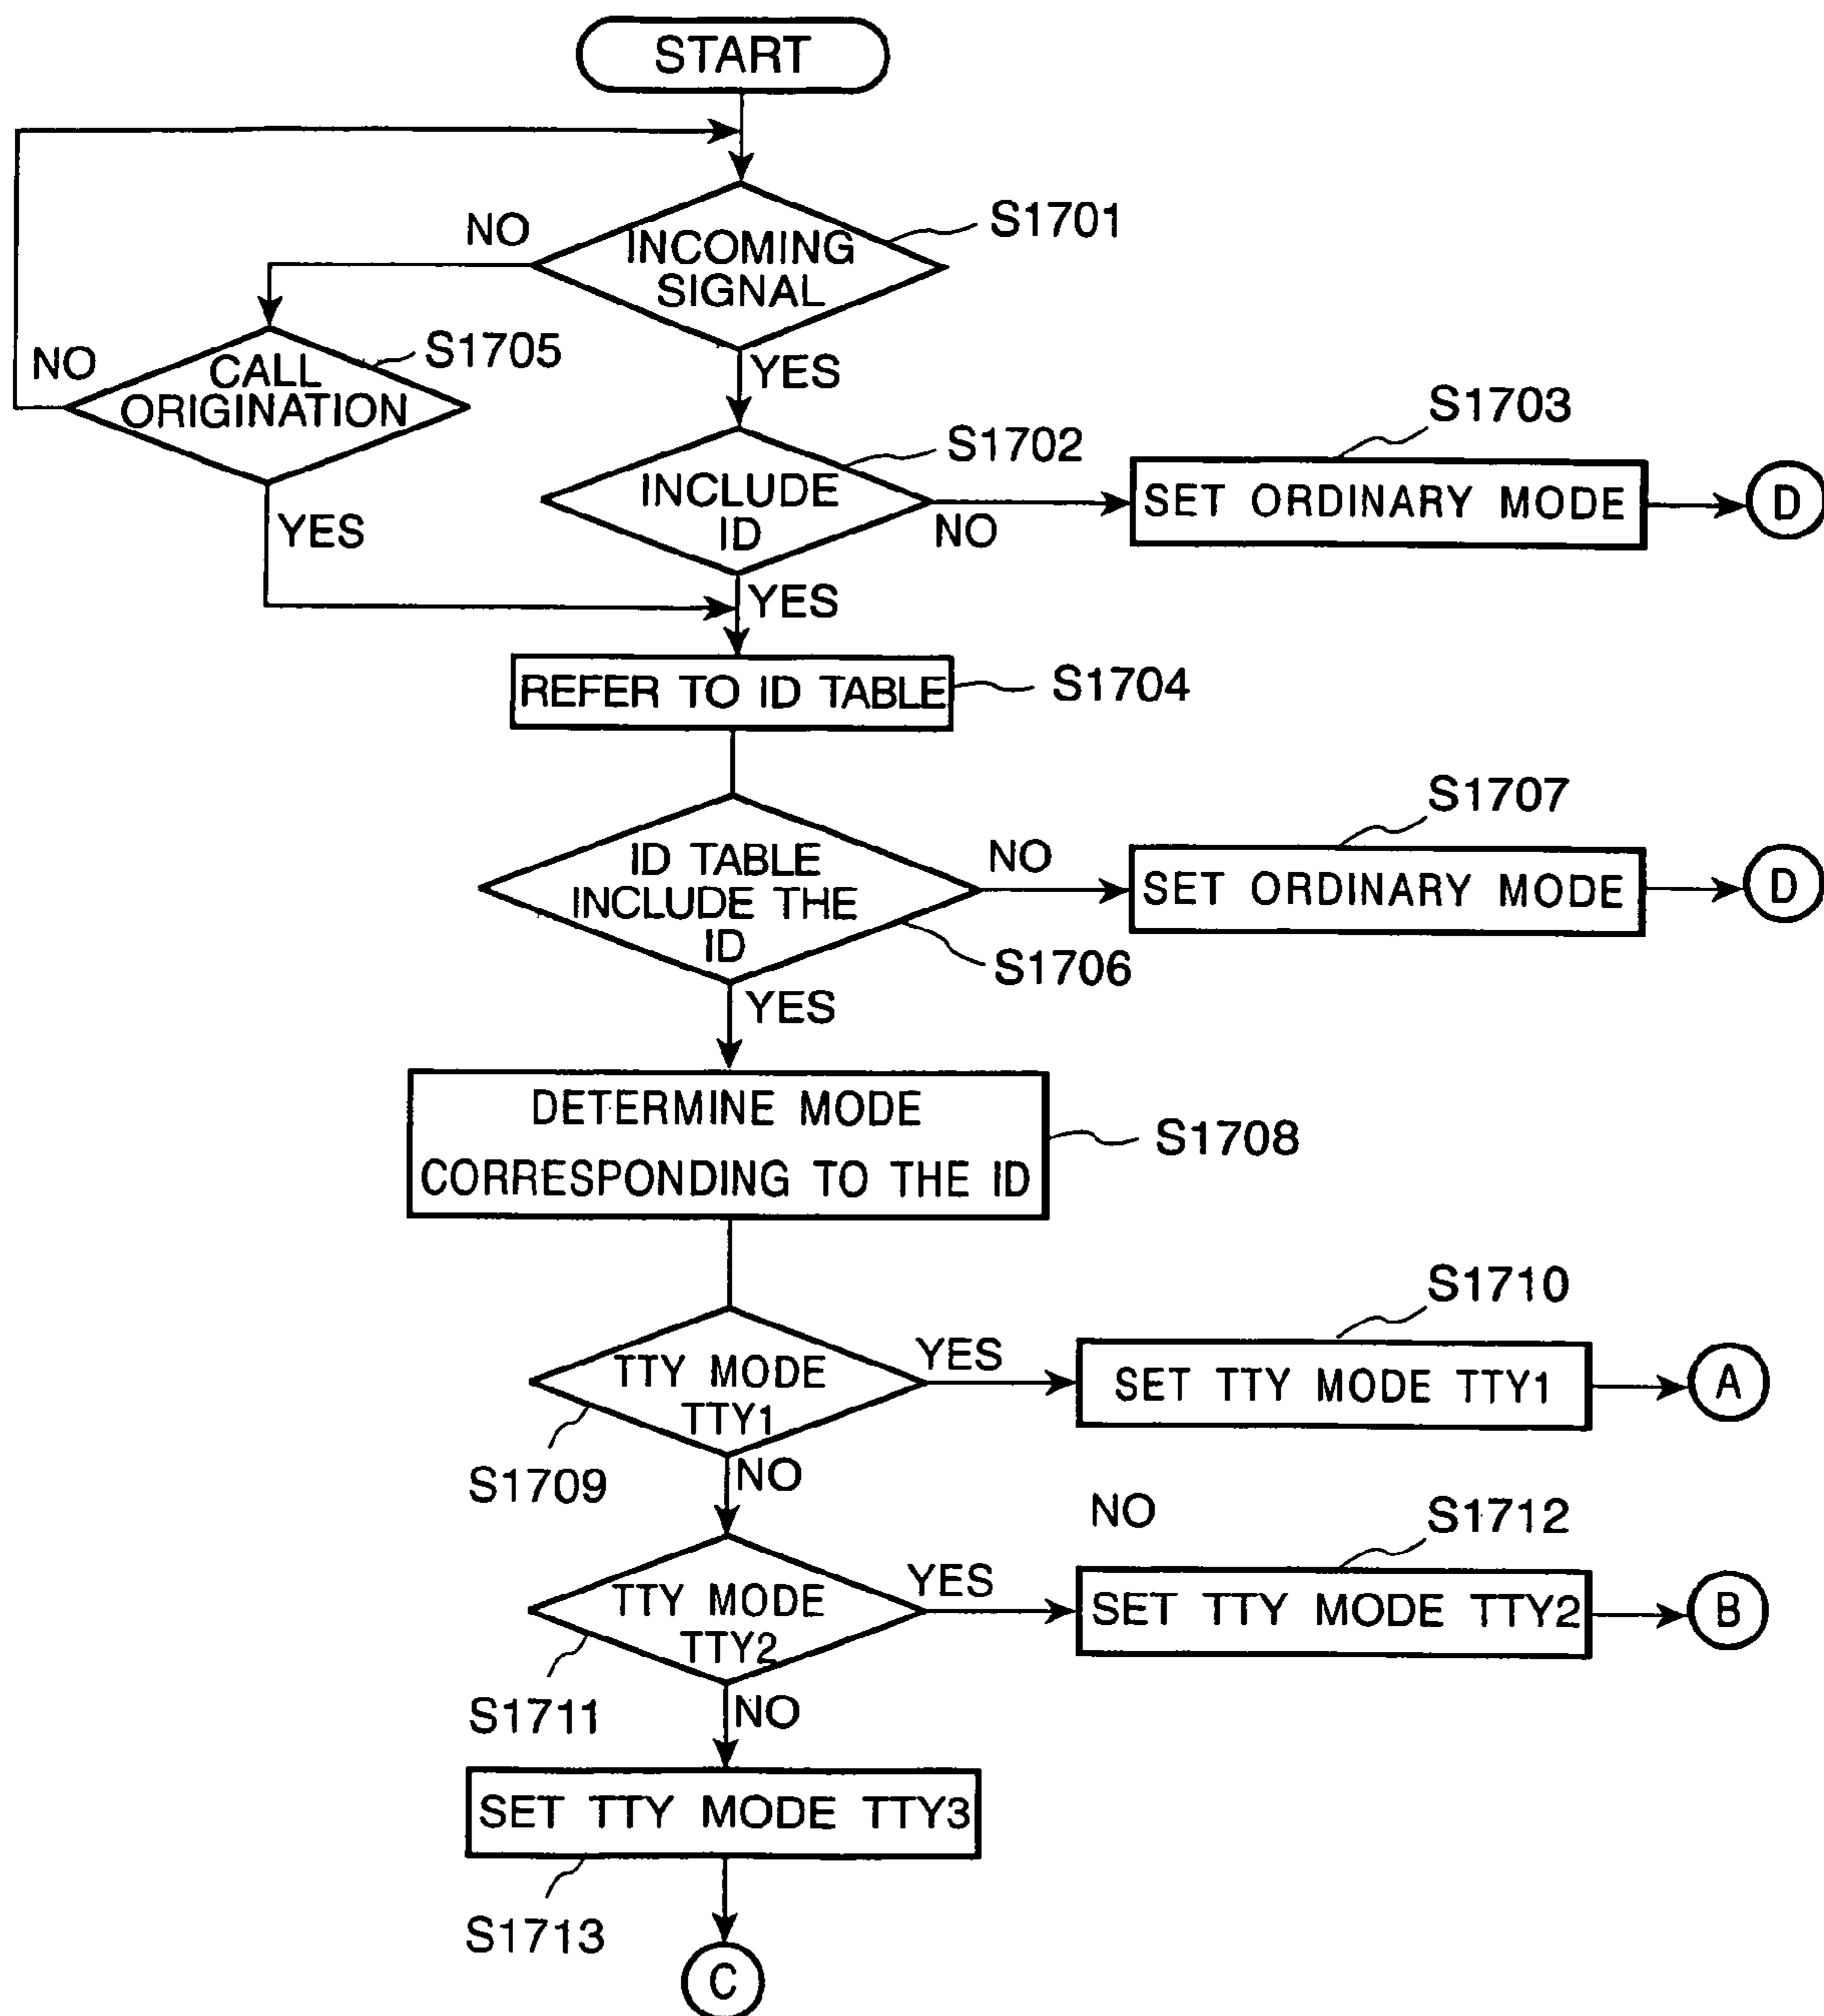 START
NO
INCOMING
SIGNAL
S1701
NO
CALL
ORIGINATION
S1705
YES
YES
INCLUDE
ID
S1702
NO
S1703
SET ORDINARY MODE
D
YES
REFER TO ID TABLE
S1704
ID TABLE
INCLUDE THE
ID
NO
S1706
S1707
SET ORDINARY MODE
D
YES
DETERMINE MODE
CORRESPONDING TO THE ID
S1708
TTY MODE
TTY1
YES
S1709
S1710
SET TTY MODE TTY1
A
NO
NO
TTY MODE
TTY2
YES
S1711
S1712
SET TTY MODE TTY2
B
NO
SET TTY MODE TTY3
S1713
C